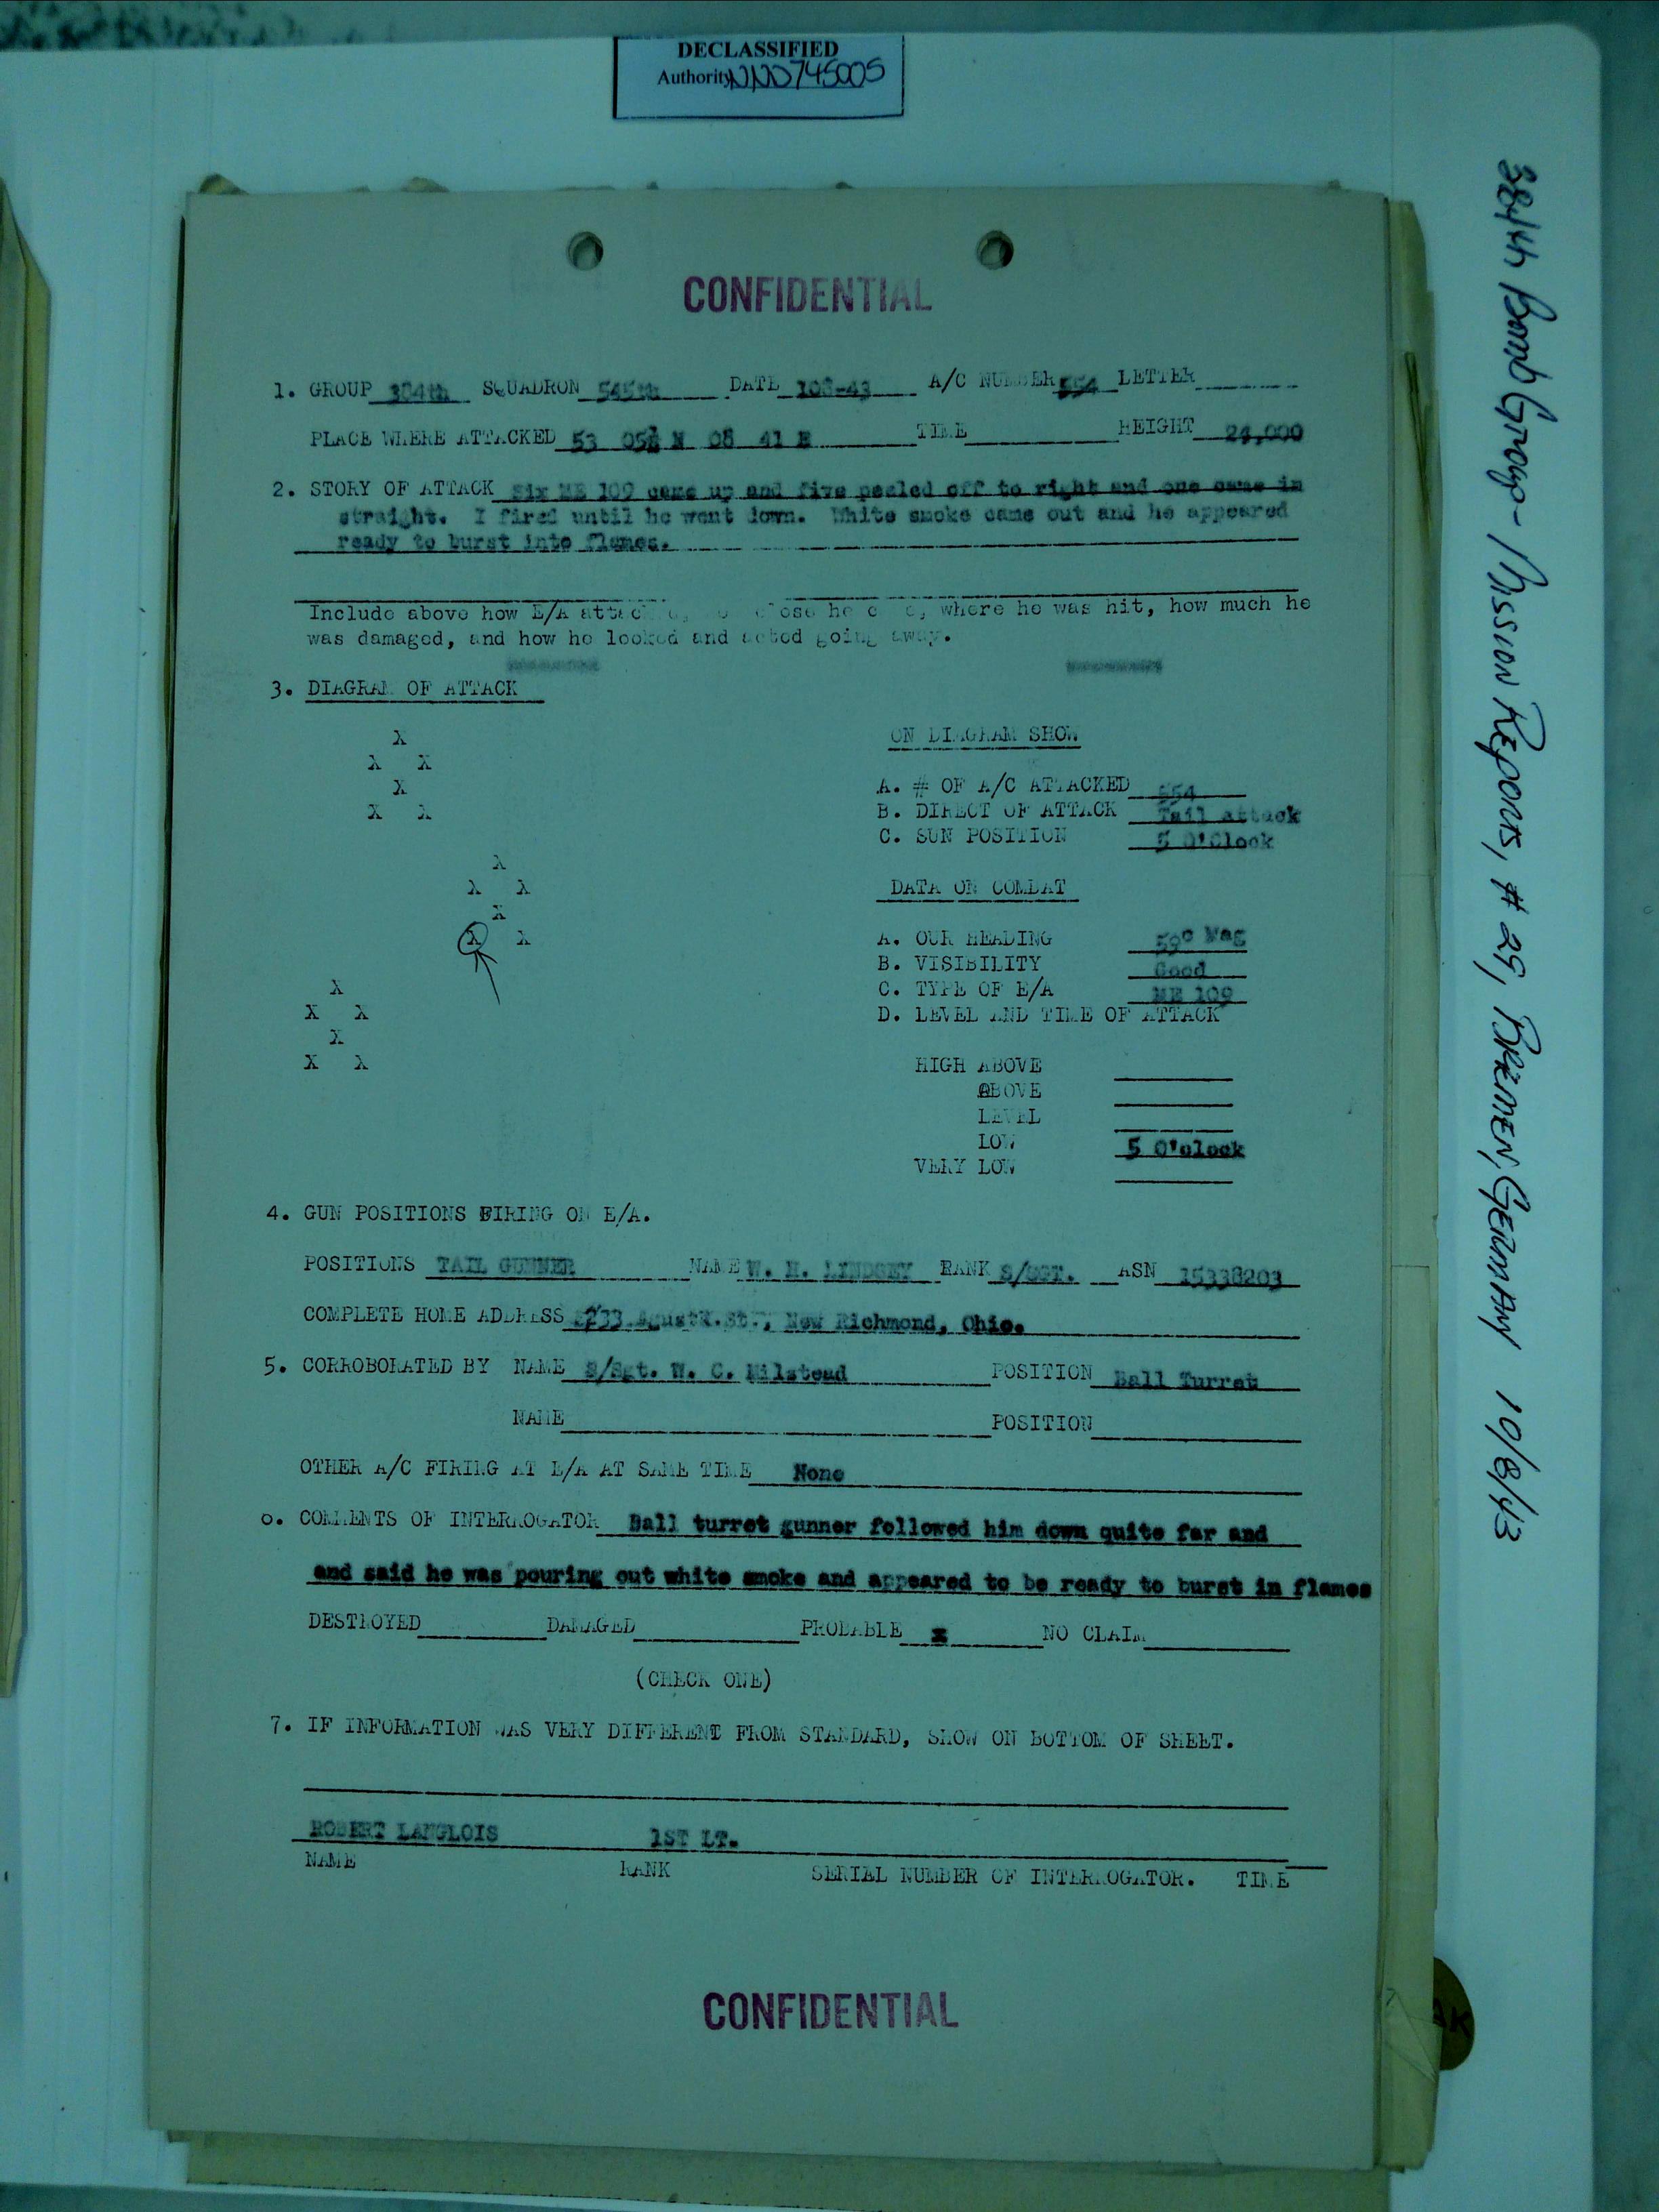 DECLASSIFIED
Authority NND745005
CONFIDENTIAL
1. GROUP 384th SQUADRON 545th DATE 108-43 A/C NUMBER 554 LETTER
PLACE WHERE ATTACKED 53 05½ N 08 41 E TIME HEIGHT 24,000
2. STORY OF ATTACK Six ME 109 came up and five peeled off to right and one came in
straight. I fired until he went down. White smoke came out and he appeared
ready to burst into flames.
Include above how E/A close he where he was hit, how much he
was damaged, and how he looked and acted going away.
3. DIAGRAM OF ATTACK
X
X X
X
X X
X
X X
X
X X
X
X X
X
X X
ON DIAGRAM SHOW
A. # OF A/C ATTACKED 554
B. DIRECT OF ATTACK Tail attack
C. SUN POSITION 5 O'Clock
DATA ON COMBAT
A. OUR HEADING 59° Mag
B. VISIBILITY Good
C. TYPE OF E/A ME 109
D. LEVEL AND TIME OF ATTACK
HIGH ABOVE
ABOVE
LEVEL
LOW 5 O'clock
VERY LOW
4. GUN POSITIONS FIRING ON E/A.
POSITIONS TAIL GUNNER NAME W. H. LINDSEY RANK S/SGT. ASN 15338203
COMPLETE HOME ADDRESS St., New Richmond, Ohio.
5. CORROBORATED BY NAME S/Sgt. W. C. Milstead POSITION Ball Turret
NAME POSITION
OTHER A/C FIRING AT E/A AT SAME TIME None
6. COMMENTS OF INTERROGATOR Ball turret gunner followed him down quite far and
and said he was pouring out white smoke and appeared to be ready to burst in flames
DESTROYED DAMAGED PROBABLE x NO CLAIM
(CHECK ONE)
7. IF INFORMATION WAS VERY DIFFERENT FROM STANDARD, SHOW ON BOTTOM OF SHEET.
ROBERT LANGLOIS 1ST LT.
NAME RANK SERIAL NUMBER OF INTERROGATOR. TIME
CONFIDENTIAL
384th Bomb Group - Mission Reports, # 25, BREMEN, GERMANY 10/8/43